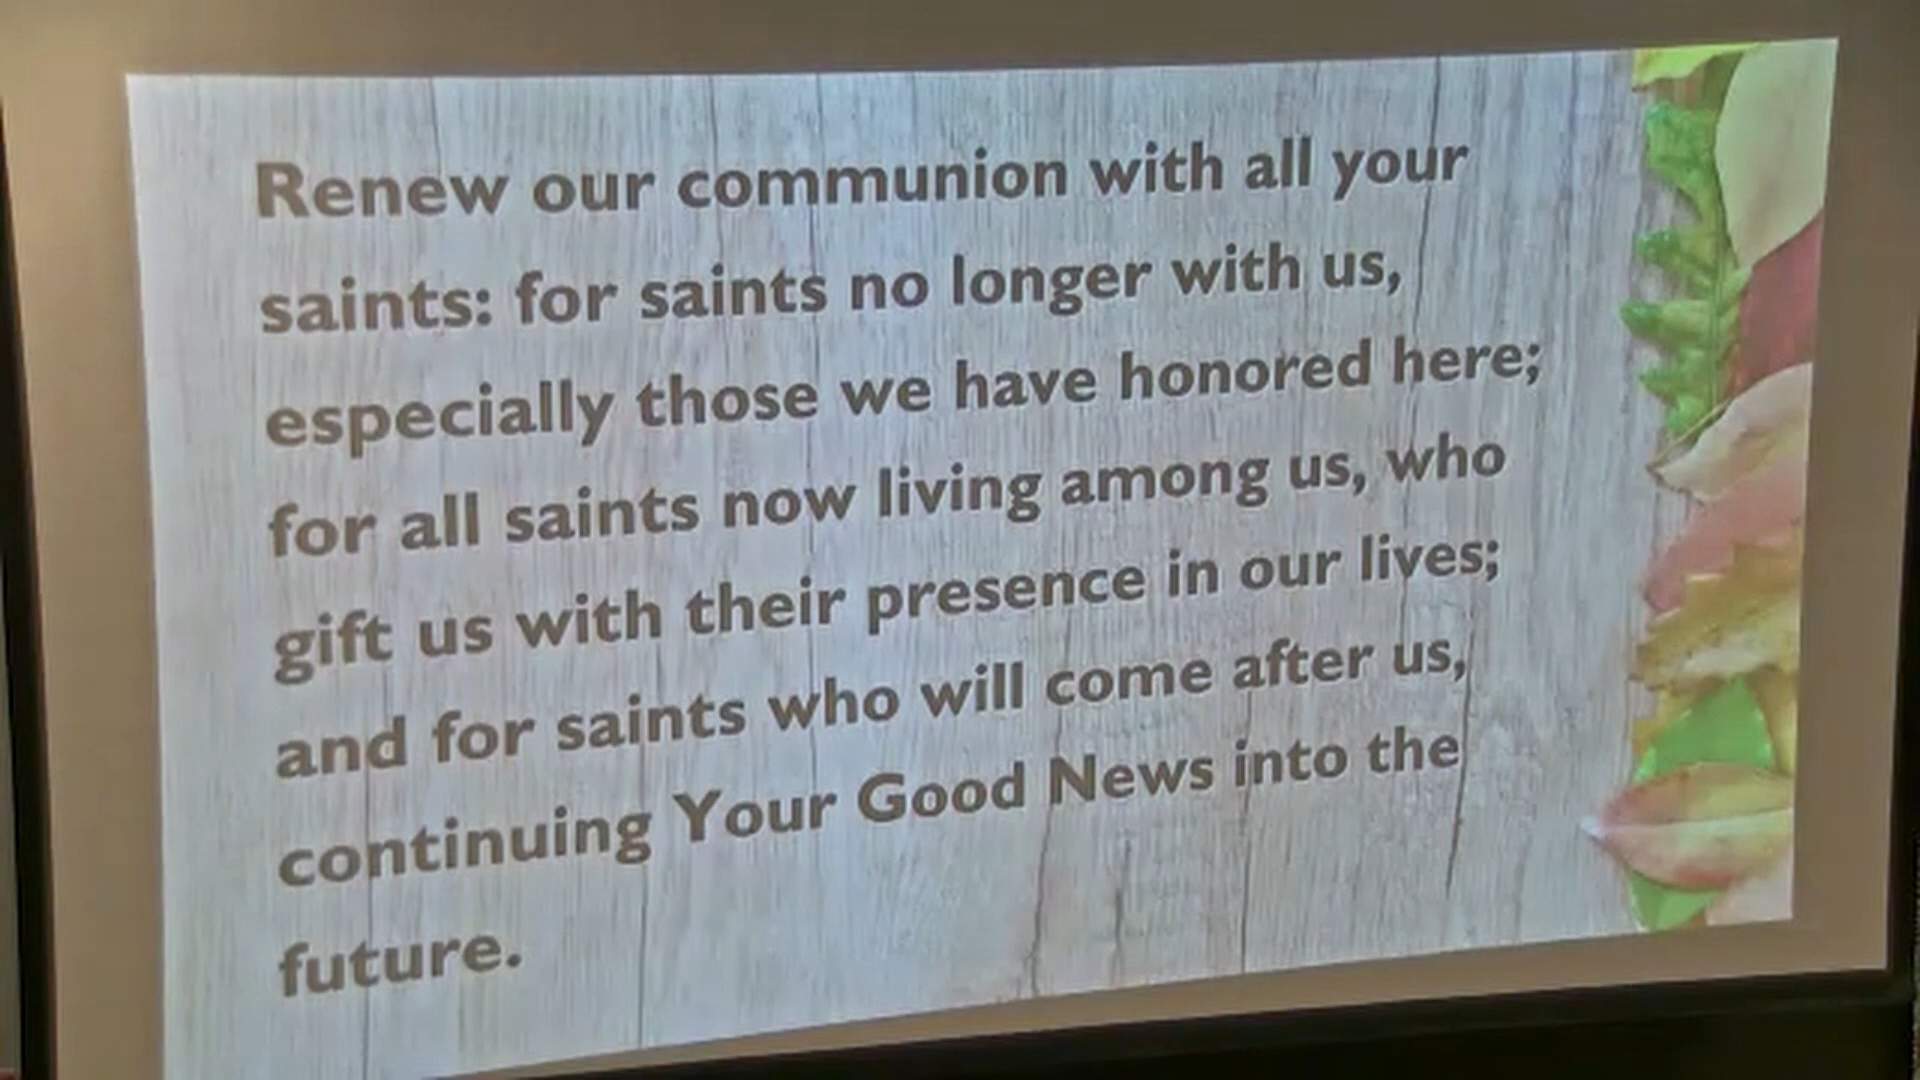 Renew our communion with all your
saints: for saints no longer with us,
especially those we have honored here;
for all saints now living among us, who
gift us with their presence in our lives;
and for saints who will come after us,
continuing Your Good News into the
future.